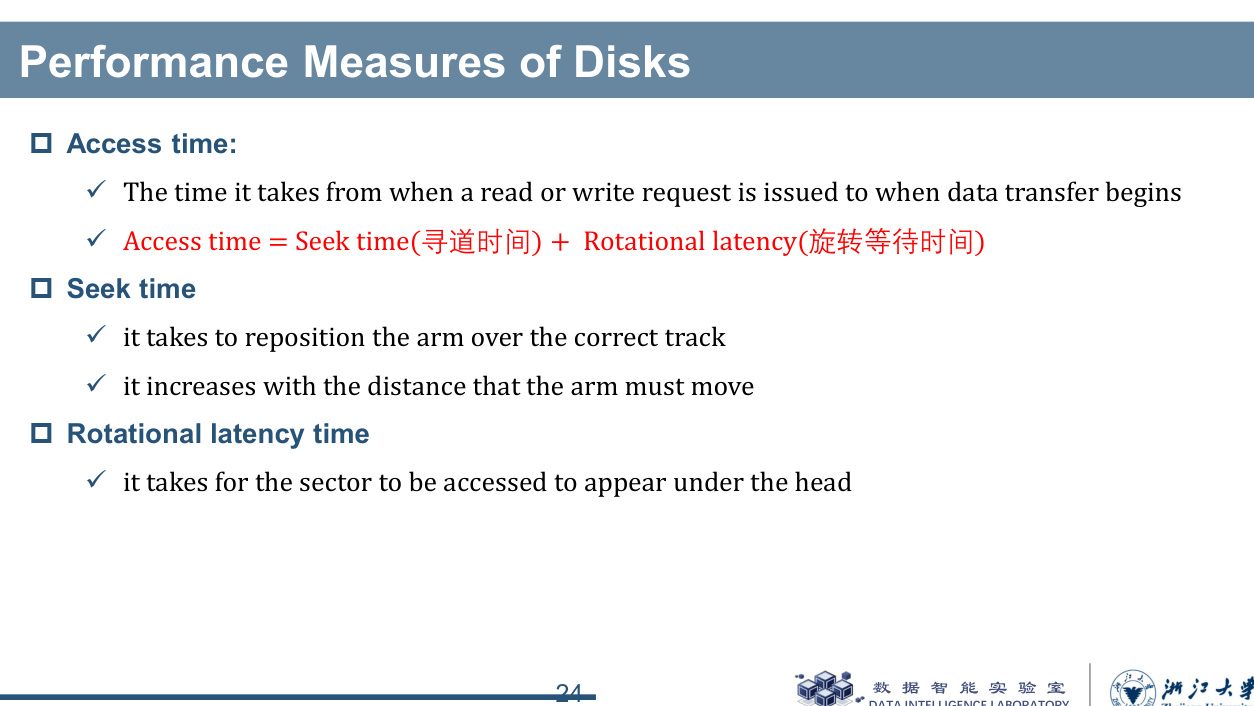 Performance Measures of Disks
Access time:
The time it takes from when a read or write request is issued to when data transfer begins
Access time = Seek time(寻道时间) + Rotational latency(旋转等待时间)
Seek time
it takes to reposition the arm over the correct track
it increases with the distance that the arm must move
Rotational latency time
it takes for the sector to be accessed to appear under the head
24
数据智能实验室
DATA INTELLIGENCE LABORATORY
浙江大学